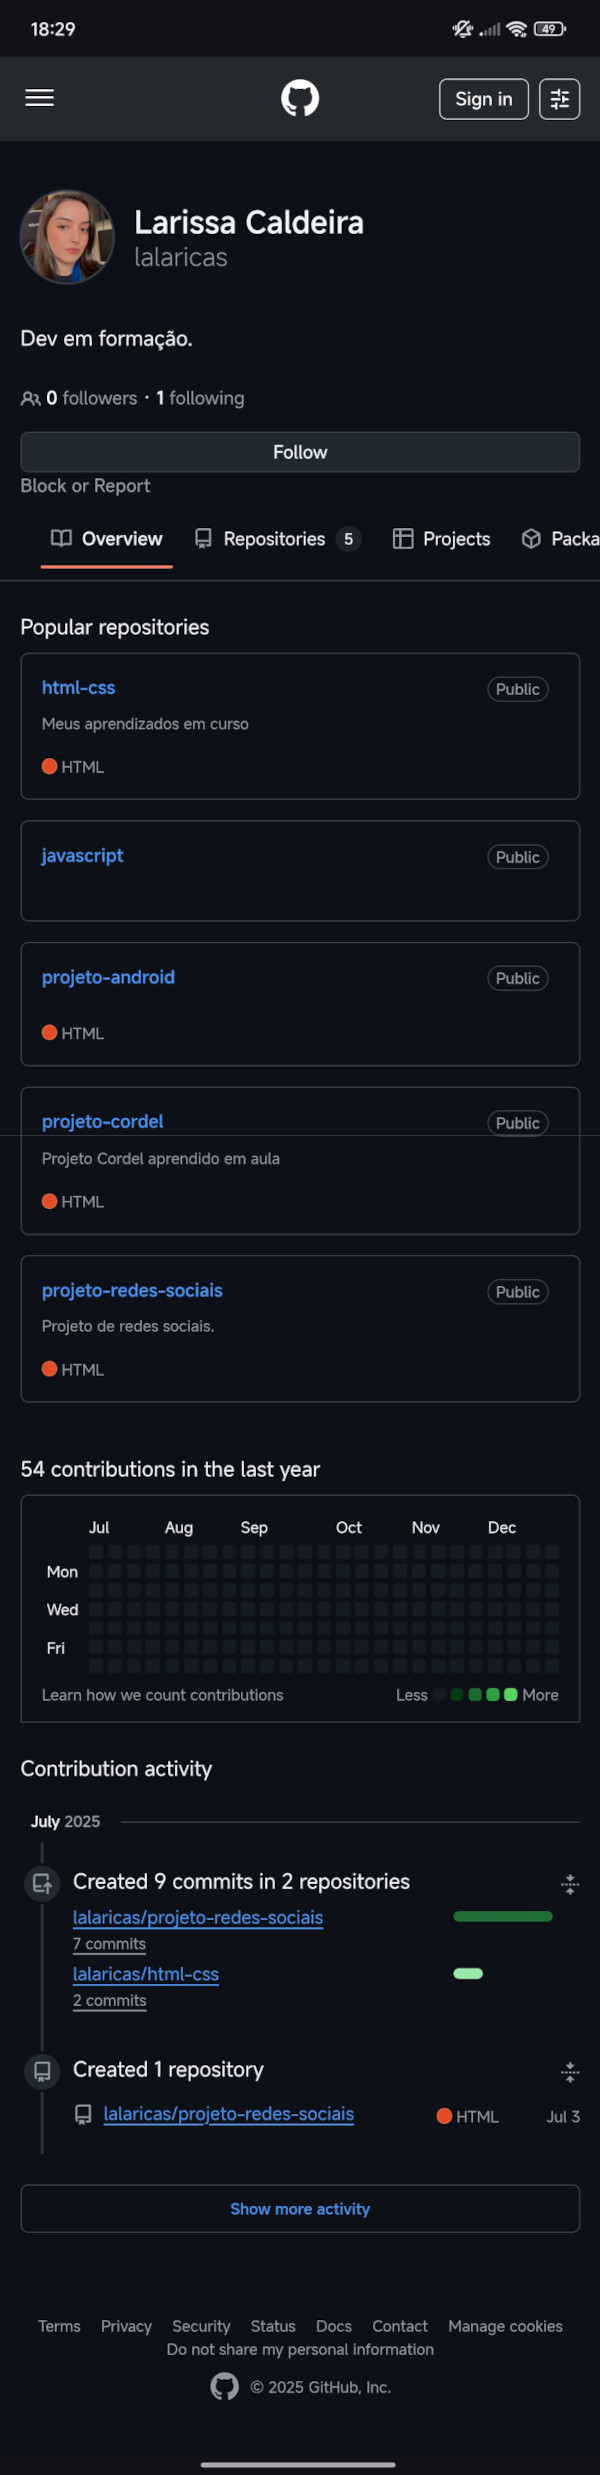 18:29
49
Sign in
Larissa Caldeira
lalaricas
Dev em formação.
0 followers · 1 following
Follow
Block or Report
Overview Repositories 5 Projects Packa
Popular repositories
html-css Public
Meus aprendizados em curso
HTML
javascript Public
projeto-android Public
HTML
projeto-cordel Public
Projeto Cordel aprendido em aula
HTML
projeto-redes-sociais Public
Projeto de redes sociais.
HTML
54 contributions in the last year
Jul Aug Sep Oct Nov Dec
Mon
Wed
Fri
Learn how we count contributions Less More
Contribution activity
July 2025
Created 9 commits in 2 repositories
lalaricas/projeto-redes-sociais
7 commits
lalaricas/html-css
2 commits
Created 1 repository
lalaricas/projeto-redes-sociais HTML Jul 3
Show more activity
Terms Privacy Security Status Docs Contact Manage cookies
Do not share my personal information
© 2025 GitHub, Inc.